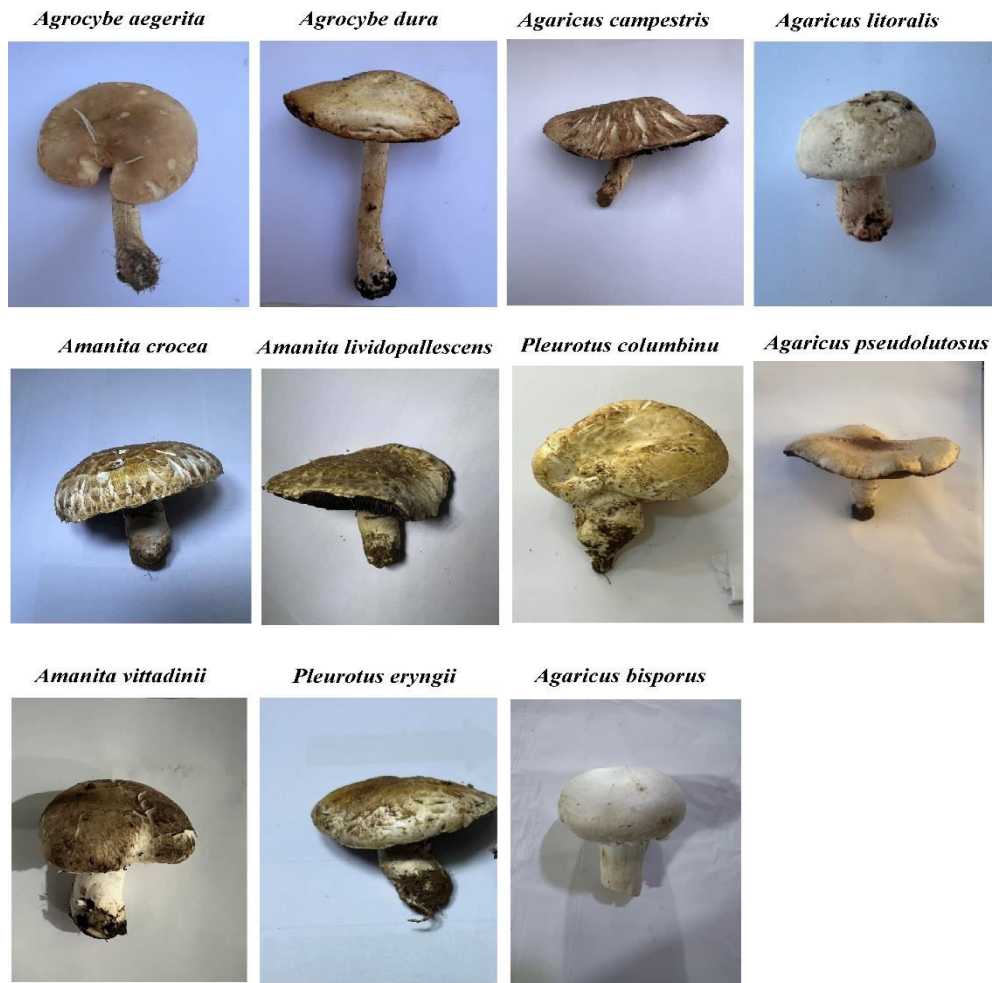 Agrocybe aegerita
Agrocybe dura
Agaricus campestris
Agaricus litoralis
Amanita crocea
Amanita lividopallescens
Pleurotus columbinu
Agaricus pseudolutosus
Amanita vittadinii
Pleurotus eryngii
Agaricus bisporus